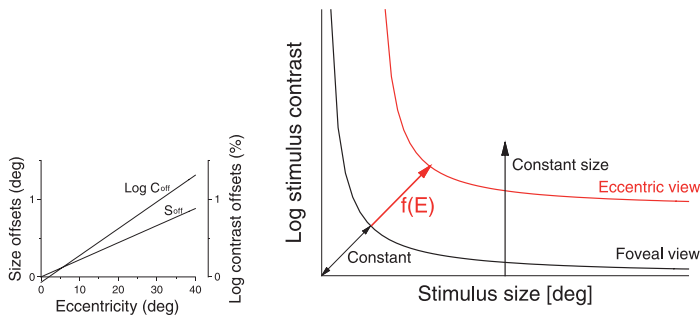 Size offsets (deg)
1
0
Log Coff
Soff
1
0
Log contrast offsets (%)
0 10 20 30 40
Eccentricity (deg)
Log stimulus contrast
f(E)
Constant
Constant size
Eccentric view
Foveal view
Stimulus size [deg]